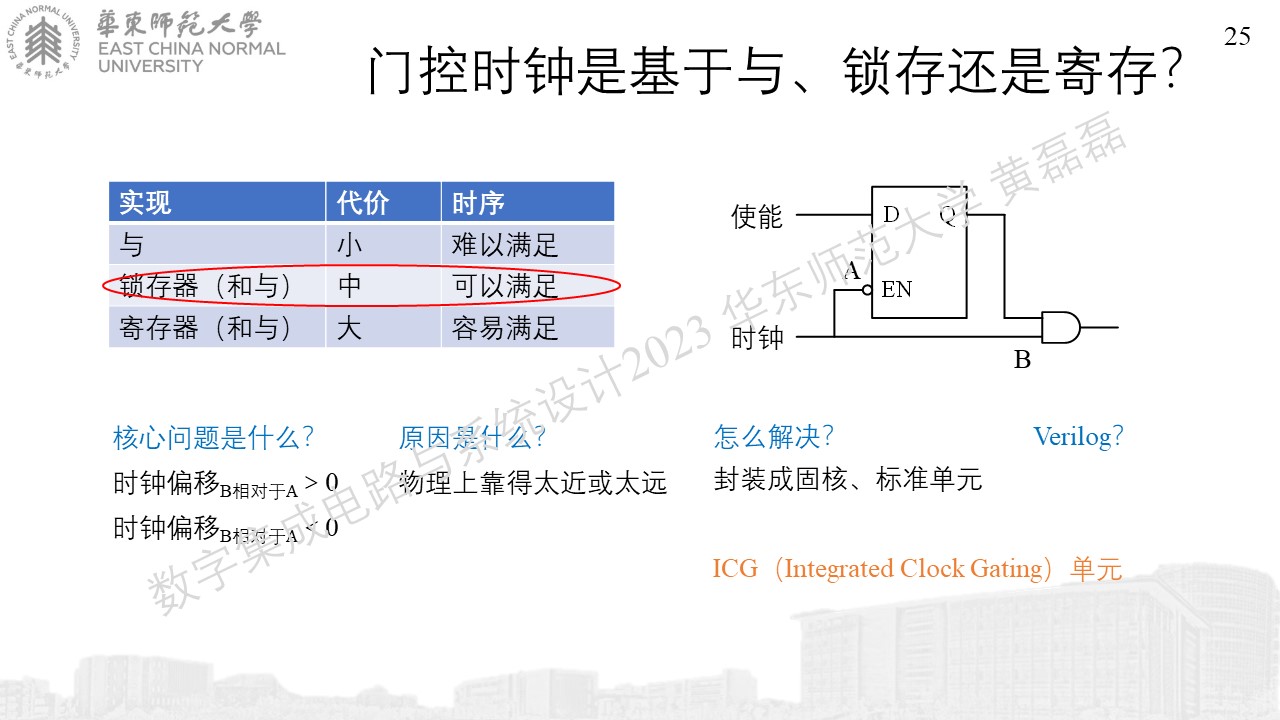 EAST CHINA NORMAL UNIVERSITY
華東師範大學
華東師範大學
EAST CHINA NORMAL
UNIVERSITY
25
门控时钟是基于与、锁存还是寄存?
实现 代价 时序
与 小 难以满足
锁存器（和与） 中 可以满足
寄存器（和与） 大 容易满足
使能
D Q
A
EN
时钟
B
核心问题是什么?
时钟偏移B相对于A > 0
时钟偏移B相对于A < 0
原因是什么?
物理上靠得太近或太远
怎么解决?
封装成固核、标准单元
Verilog?
ICG（Integrated Clock Gating）单元
数字集成电路与系统设计2023 华东师范大学 黄磊磊